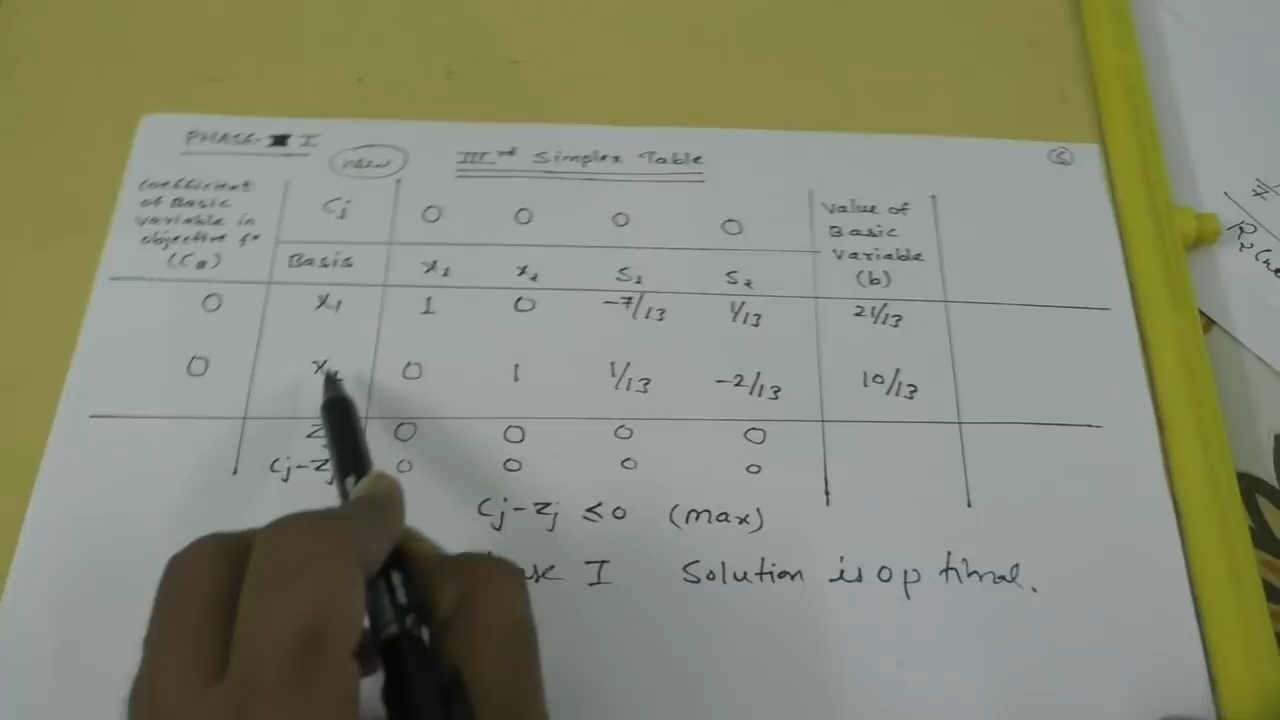 PHASE- I
new
IIIrd Simplex Table
5
Coefficient of Basic variable in objective fn (CB)
Cj 0 0 0 0
Value of Basic Variable (b)
Basis x1 x2 S1 S2
0 x1 1 0 -7/13 1/13 21/13
0 0 1 1/13 -2/13 10/13
0 0 0 0
Cj-Zj 0 0 0 0
Cj-Zj ≤0 (max)
I Solution is optimal.
R2